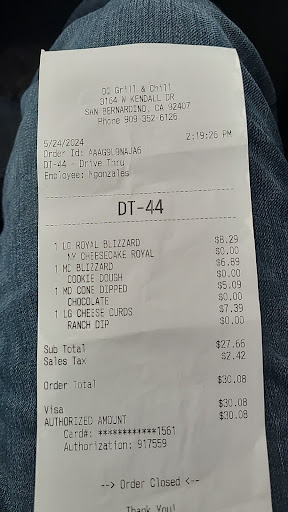 DQ Grill & Chill
3164 W KENDALL DR
SAN BERNARDINO, CA 92407
Phone 909 352-6126
5/24/2024 2:19:26 PM
Order Id: AAAG9L9NAJA6
DT-44 - Drive Thru
Employee: Ngonzales
DT-44
1 LG ROYAL BLIZZARD $8.29
NY CHEESECAKE ROYAL $0.00
1 MD BLIZZARD $6.89
COOKIE DOUGH $0.00
1 MD CONE DIPPED $5.09
CHOCOLATE $0.00
1 LG CHEESE CURDS $7.39
RANCH DIP $0.00
Sub Total $27.66
Sales Tax $2.42
Order Total $30.08
Visa $30.08
AUTHORIZED AMOUNT $30.08
Card#: ************1561
Authorization: 917559
--> Order Closed <--
Thank You!